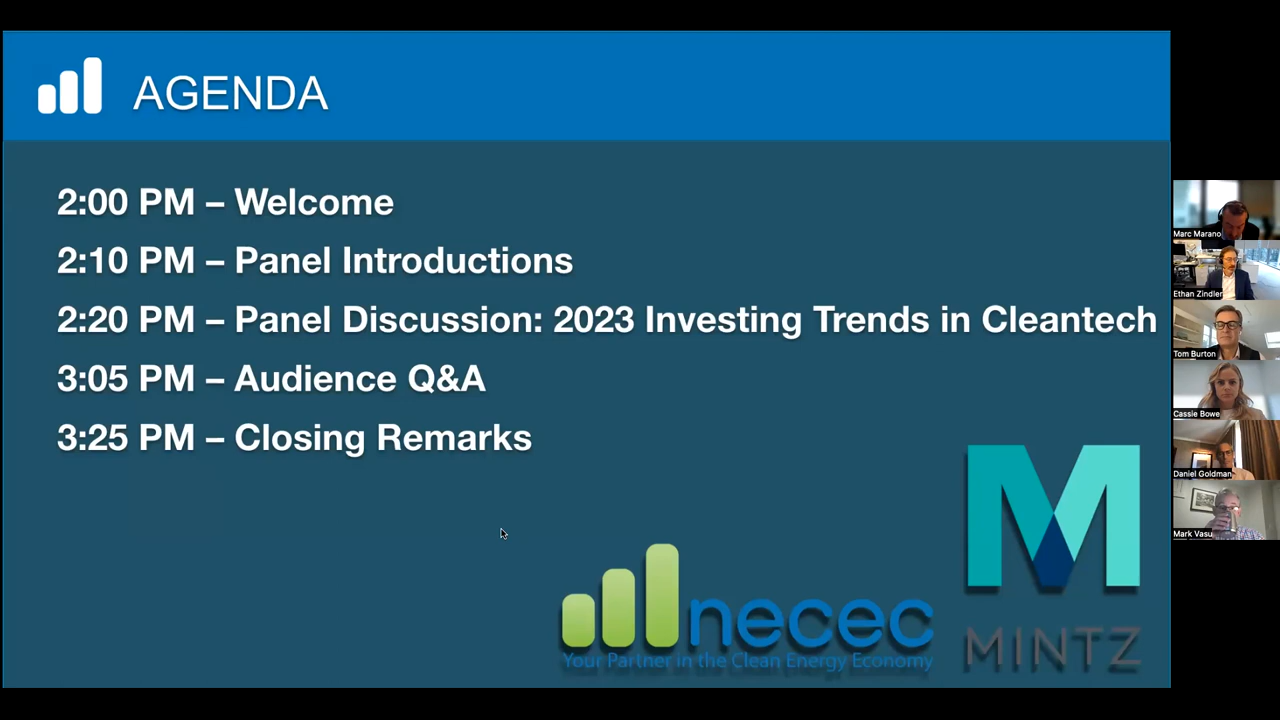 AGENDA
2:00 PM – Welcome
2:10 PM – Panel Introductions
2:20 PM – Panel Discussion: 2023 Investing Trends in Cleantech
3:05 PM – Audience Q&A
3:25 PM – Closing Remarks
necec
Your Partner in the Clean Energy Economy
M
MINTZ
Marc Marano
Ethan Zindler
Tom Burton
Cassie Bowe
Daniel Goldman
Mark Vasu